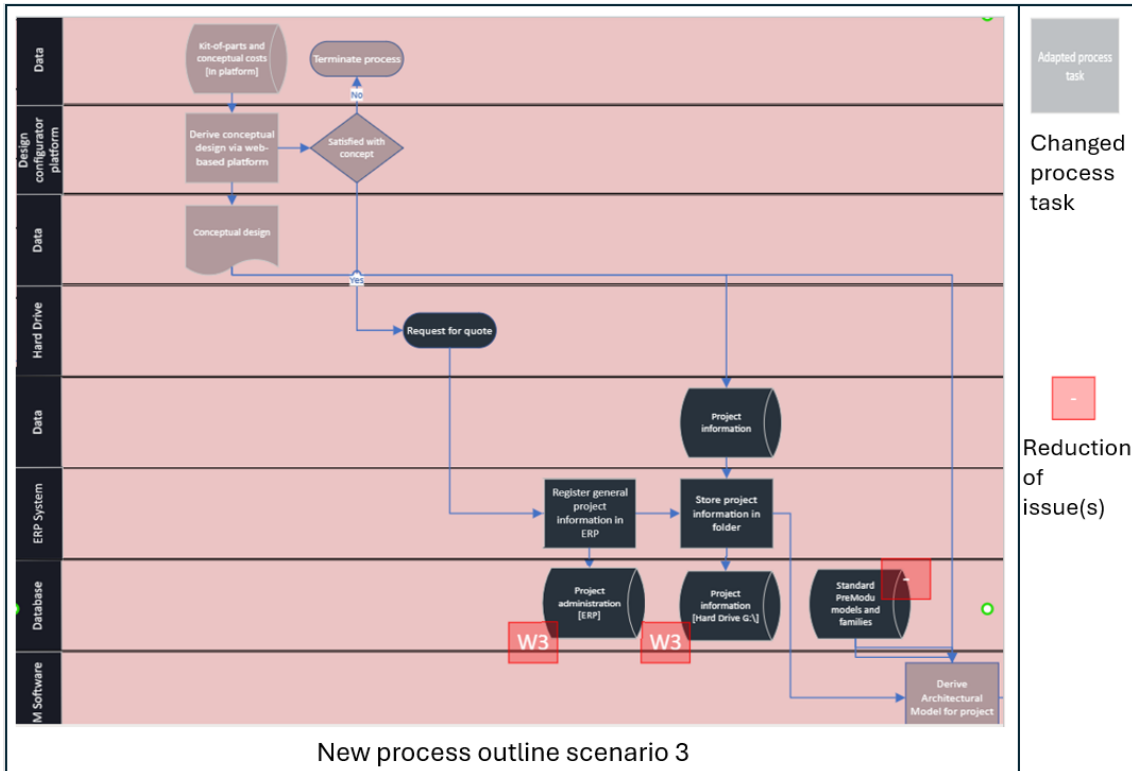 Data
Kit-of-parts and
conceptual costs
[In platform]
Terminate process
No
Design
configurator
platform
Derive conceptual
design via web-
based platform
Satisfied with
concept
Data
Conceptual design
Yes
Hard Drive
Request for quote
Data
Project
information
ERP System
Register general
project
information in
ERP
Store project
information in
folder
Database
Project
administration
[ERP]
W3
Project
information
[Hard Drive G:\]
W3
Standard
PreModu
models and
families
-
M Software
Derive
Architectural
Model for project
New process outline scenario 3
Adapted process
task
Changed
process
task
-
Reduction
of
issue(s)